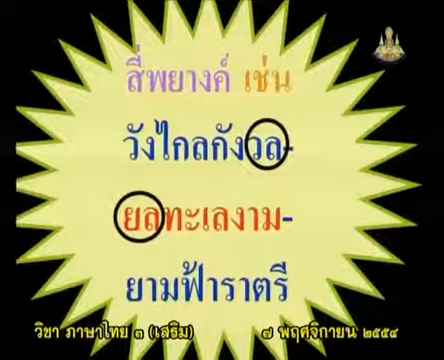 สี่พยางค์ เช่น
วังไกลกังวล-
ยลทะเลงาม-
ยามฟ้าราตรี
วิชา ภาษาไทย ๓ (เสริม) ๗ พฤศจิกายน ๒๕๕๔